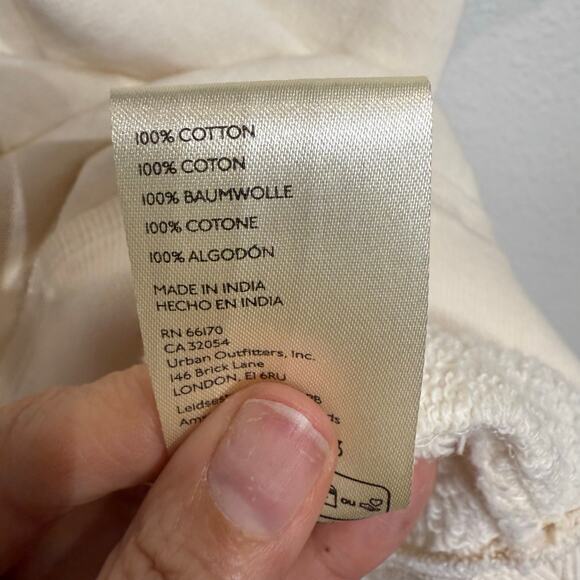 100% COTTON
100% COTON
100% BAUMWOLLE
100% COTONE
100% ALGODÓN
MADE IN INDIA
HECHO EN INDIA
RN 66170
CA 32054
Urban Outfitters, Inc.
146 Brick Lane
LONDON, E1 6RU